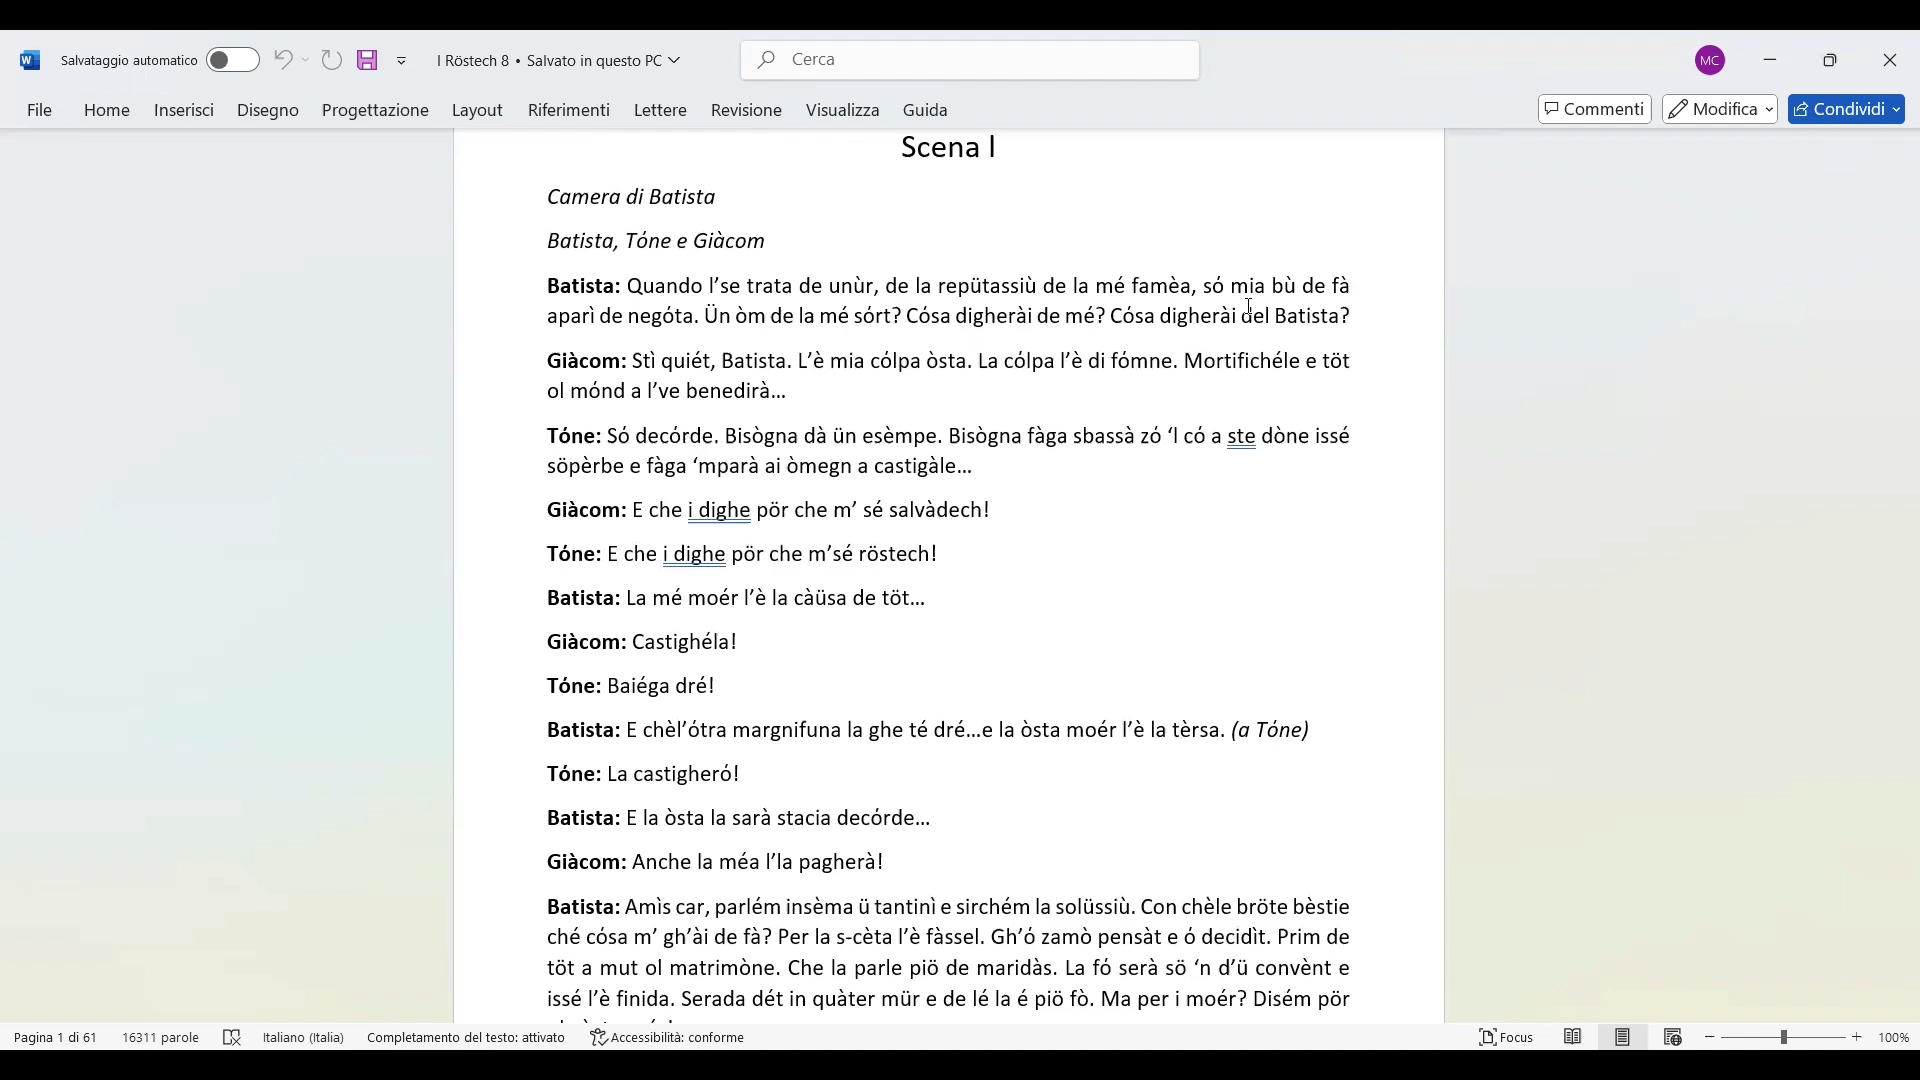 Salvataggio automatico
I Röstech 8 • Salvato in questo PC
Cerca
MC
File Home Inserisci Disegno Progettazione Layout Riferimenti Lettere Revisione Visualizza Guida
Commenti Modifica Condividi
Scena I
Camera di Batista
Batista, Tóne e Giàcom
Batista: Quando l’se trata de unùr, de la repütassiù de la mé famèa, só mia bù de fà
aparì de negóta. Ün òm de la mé sórt? Cósa digherài de mé? Cósa digherài del Batista?
Giàcom: Stì quiét, Batista. L’è mia cólpa òsta. La cólpa l’è di fómne. Mortifichéle e töt
ol mónd a l’ve benedirà...
Tóne: Só decórde. Bisògna dà ün esèmpe. Bisògna fàga sbassà zó ‘l có a ste dòne issé
söpèrbe e fàga ‘mparà ai òmegn a castigàle...
Giàcom: E che i dighe pör che m’ sé salvàdech!
Tóne: E che i dighe pör che m’sé röstech!
Batista: La mé moér l’è la càüsa de töt...
Giàcom: Castighéla!
Tóne: Baiéga dré!
Batista: E chèl’ótra margnifuna la ghe té dré...e la òsta moér l’è la tèrsa. (a Tóne)
Tóne: La castigheró!
Batista: E la òsta la sarà stacia decórde...
Giàcom: Anche la méa l’la pagherà!
Batista: Amìs car, parlém insèma ü tantinì e sirchém la solüssiù. Con chèle bröte bèstie
ché cósa m’ gh’ài de fà? Per la s-cèta l’è fàssel. Gh’ó zamò pensàt e ó decidìt. Prim de
töt a mut ol matrimòne. Che la parle piö de maridàs. La fó serà sö ‘n d’ü convènt e
issé l’è finida. Serada dét in quàter mür e de lé la é piö fò. Ma per i moér? Disém pör
Pagina 1 di 61 16311 parole Italiano (Italia) Completamento del testo: attivato Accessibilità: conforme
Focus 100%